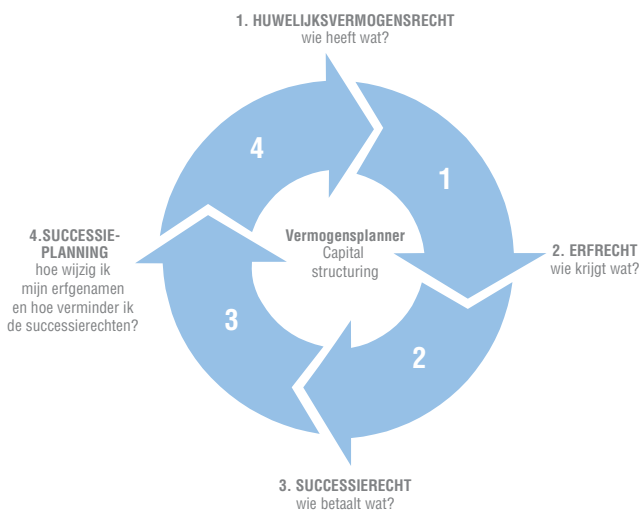 1. HUWELIJKSVERMOGENSRECHT
wie heeft wat?
4
1
4.SUCCESSIE-
PLANNING
hoe wijzig ik
mijn erfgenamen
en hoe verminder ik
de successierechten?
Vermogensplanner
Capital
structuring
2. ERFRECHT
wie krijgt wat?
3
2
3. SUCCESSIERECHT
wie betaalt wat?